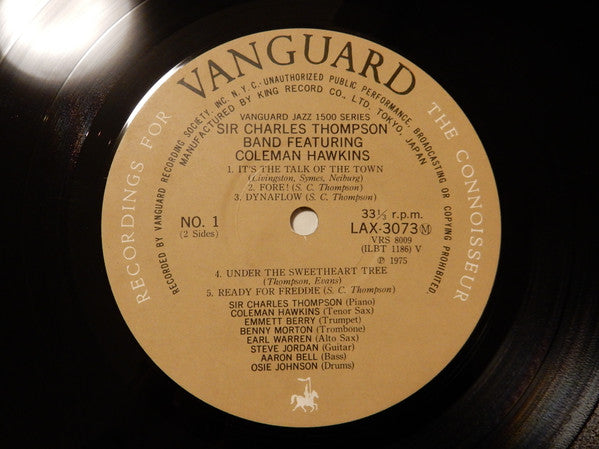 RECORDINGS FOR VANGUARD THE CONNOISSEUR
RECORDED BY VANGUARD RECORDING SOCIETY, INC. N.Y.C. UNAUTHORIZED PUBLIC PERFORMANCE, BROADCASTING OR COPYING PROHIBITED.
MANUFACTURED BY KING RECORD CO., LTD. TOKYO, JAPAN
VANGUARD JAZZ 1500 SERIES
SIR CHARLES THOMPSON
BAND FEATURING
COLEMAN HAWKINS
1. IT'S THE TALK OF THE TOWN
(Livingston, Symes, Neiburg)
2. FORE! (S. C. Thompson)
3. DYNAFLOW (S. C. Thompson)
NO. 1
(2 Sides)
33⅓ r.p.m.
LAX-3073 Ⓜ
VRS 8009
(ILBT 1186) V
Ⓟ 1975
4. UNDER THE SWEETHEART TREE
(Thompson, Evans)
5. READY FOR FREDDIE (S. C. Thompson)
SIR CHARLES THOMPSON (Piano)
COLEMAN HAWKINS (Tenor Sax)
EMMETT BERRY (Trumpet)
BENNY MORTON (Trombone)
EARL WARREN (Alto Sax)
STEVE JORDAN (Guitar)
AARON BELL (Bass)
OSIE JOHNSON (Drums)